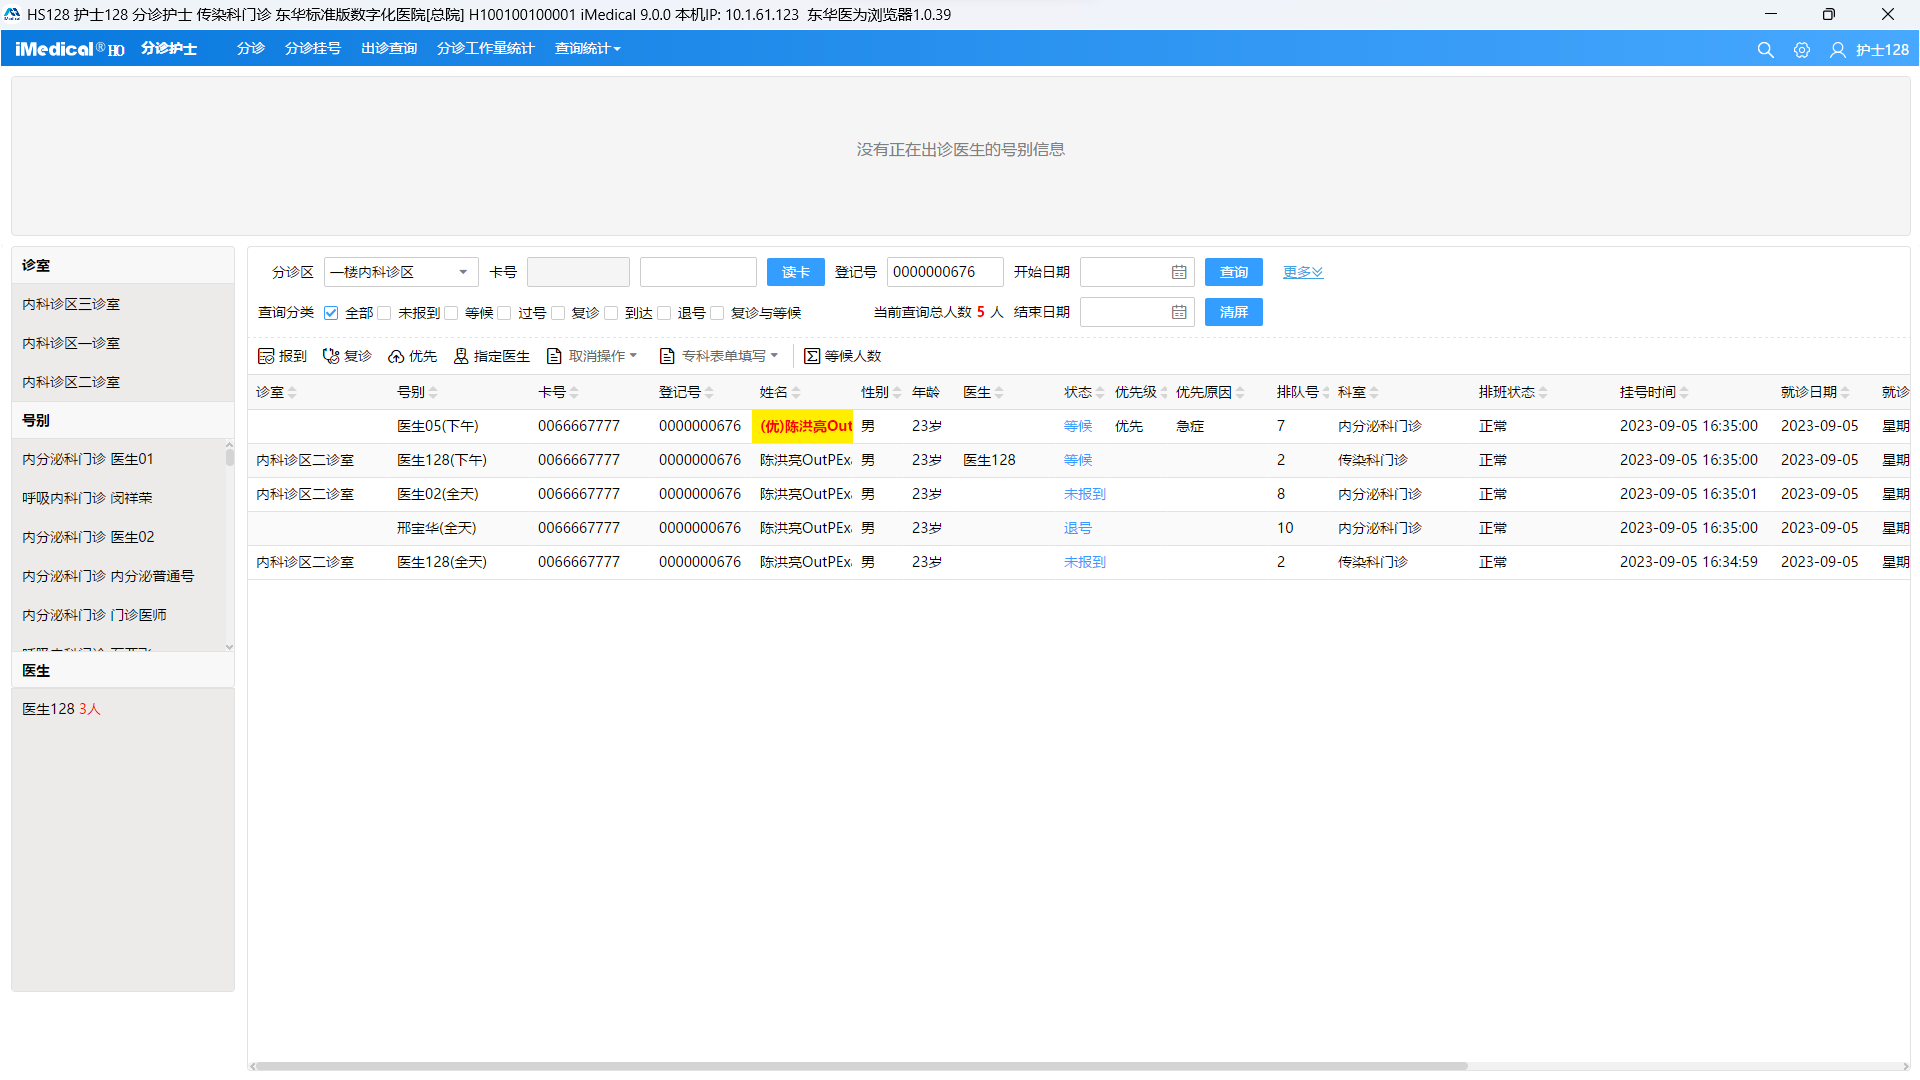 HS128 护士128 分诊护士 传染科门诊 东华标准版数字化医院[总院] H100100100001 iMedical 9.0.0 本机IP: 10.1.61.123 东华医为浏览器1.0.39
iMedical® HO 分诊护士 分诊 分诊挂号 出诊查询 分诊工作量统计 查询统计 护士128
没有正在出诊医生的号别信息
诊室
内科诊区三诊室
内科诊区一诊室
内科诊区二诊室
号别
内分泌科门诊 医生01
呼吸内科门诊 闵祥荣
内分泌科门诊 医生02
内分泌科门诊 内分泌普通号
内分泌科门诊 门诊医师
医生
医生128 3人
分诊区 一楼内科诊区 卡号 读卡 登记号 0000000676 开始日期 查询 更多
查询分类 全部 未报到 等候 过号 复诊 到达 退号 复诊与等候 当前查询总人数 5 人 结束日期 清屏
报到 复诊 优先 指定医生 取消操作 专科表单填写 等候人数
诊室 号别 卡号 登记号 姓名 性别 年龄 医生 状态 优先级 优先原因 排队号 科室 排班状态 挂号时间 就诊日期 就诊
医生05(下午) 0066667777 0000000676 (优)陈洪亮Out 男 23岁 等候 优先 急症 7 内分泌科门诊 正常 2023-09-05 16:35:00 2023-09-05 星期
内科诊区二诊室 医生128(下午) 0066667777 0000000676 陈洪亮OutPEx 男 23岁 医生128 等候 2 传染科门诊 正常 2023-09-05 16:35:00 2023-09-05 星期
内科诊区二诊室 医生02(全天) 0066667777 0000000676 陈洪亮OutPEx 男 23岁 未报到 8 内分泌科门诊 正常 2023-09-05 16:35:01 2023-09-05 星期
邢宝华(全天) 0066667777 0000000676 陈洪亮OutPEx 男 23岁 退号 10 内分泌科门诊 正常 2023-09-05 16:35:00 2023-09-05 星期
内科诊区二诊室 医生128(全天) 0066667777 0000000676 陈洪亮OutPEx 男 23岁 未报到 2 传染科门诊 正常 2023-09-05 16:34:59 2023-09-05 星期